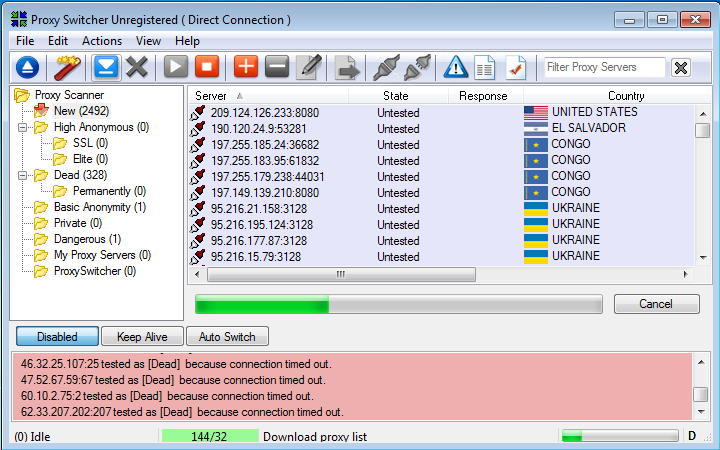 Proxy Switcher Unregistered ( Direct Connection )
File Edit Actions View Help
Filter Proxy Servers
Proxy Scanner
New (2492)
High Anonymous (0)
SSL (0)
Elite (0)
Dead (328)
Permanently (0)
Basic Anonymity (1)
Private (0)
Dangerous (1)
My Proxy Servers (0)
ProxySwitcher (0)
Server State Response Country
209.124.126.233:8080 Untested UNITED STATES
190.120.24.9:53281 Untested EL SALVADOR
197.255.185.24:36682 Untested CONGO
197.255.183.95:61832 Untested CONGO
197.255.179.238:44031 Untested CONGO
197.149.139.210:8080 Untested CONGO
95.216.21.158:3128 Untested UKRAINE
95.216.195.124:3128 Untested UKRAINE
95.216.177.87:3128 Untested UKRAINE
95.216.15.79:3128 Untested UKRAINE
Cancel
Disabled Keep Alive Auto Switch
46.32.25.107:25 tested as [Dead] because connection timed out.
47.52.67.59:67 tested as [Dead] because connection timed out.
60.10.2.75:2 tested as [Dead] because connection timed out.
62.33.207.202:207 tested as [Dead] because connection timed out.
(0) Idle 144/32 Download proxy list D